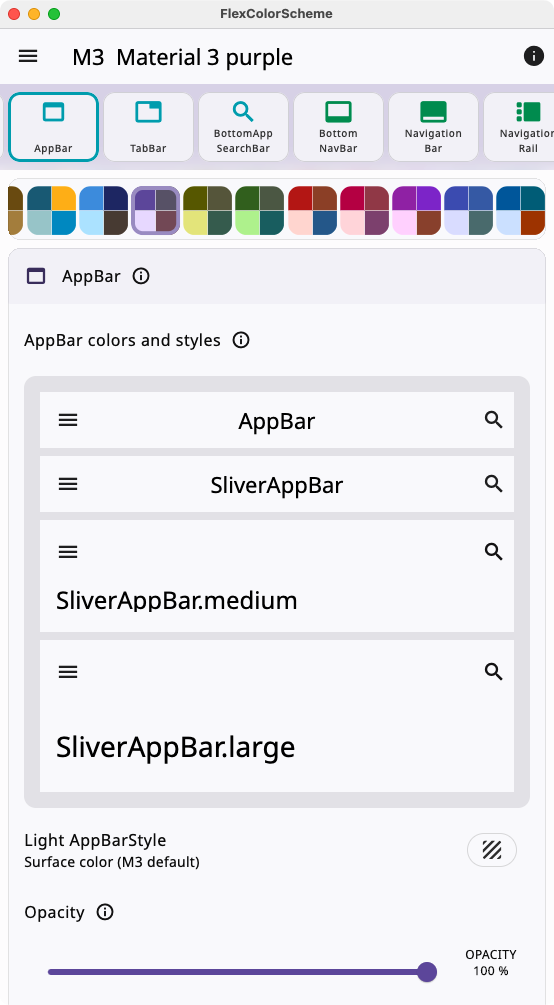 FlexColorScheme
M3 Material 3 purple
AppBar
TabBar
BottomApp
SearchBar
Bottom
NavBar
Navigation
Bar
Navigation
Rail
AppBar
AppBar colors and styles
AppBar
SliverAppBar
SliverAppBar.medium
SliverAppBar.large
Light AppBarStyle
Surface color (M3 default)
Opacity
OPACITY
100 %